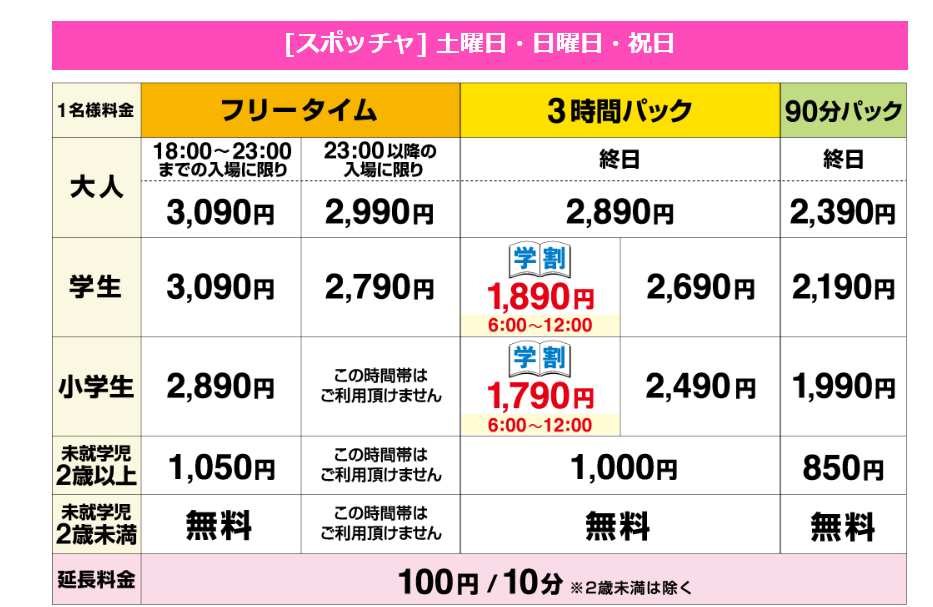 [スポッチャ] 土曜日・日曜日・祝日
1名様料金 フリータイム 3時間パック 90分パック
大人
18:00～23:00
までの入場に限り
23:00以降の
入場に限り
終日
終日
3,090円 2,990円 2,890円 2,390円
学生
3,090円
2,790円
学割
1,890円
6:00～12:00
2,690円
2,190円
小学生
2,890円
この時間帯は
ご利用頂けません
学割
1,790円
6:00～12:00
2,490円
1,990円
未就学児
2歳以上
1,050円
この時間帯は
ご利用頂けません
1,000円
850円
未就学児
2歳未満
無料
この時間帯は
ご利用頂けません
無料
無料
延長料金 100円 / 10分 ※2歳未満は除く